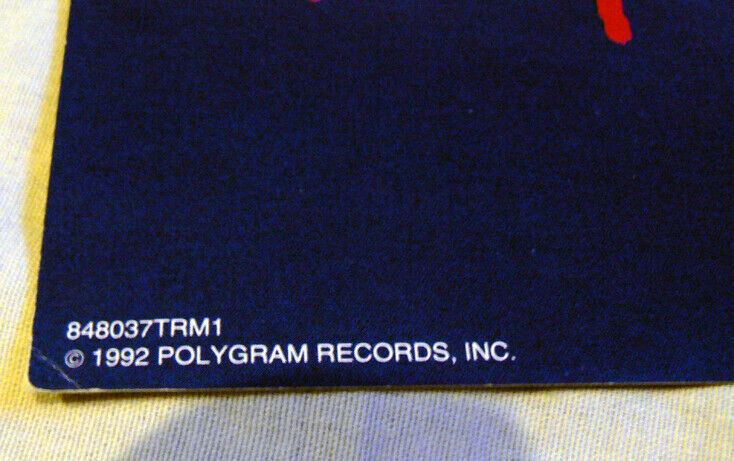 848037TRM1
© 1992 POLYGRAM RECORDS, INC.